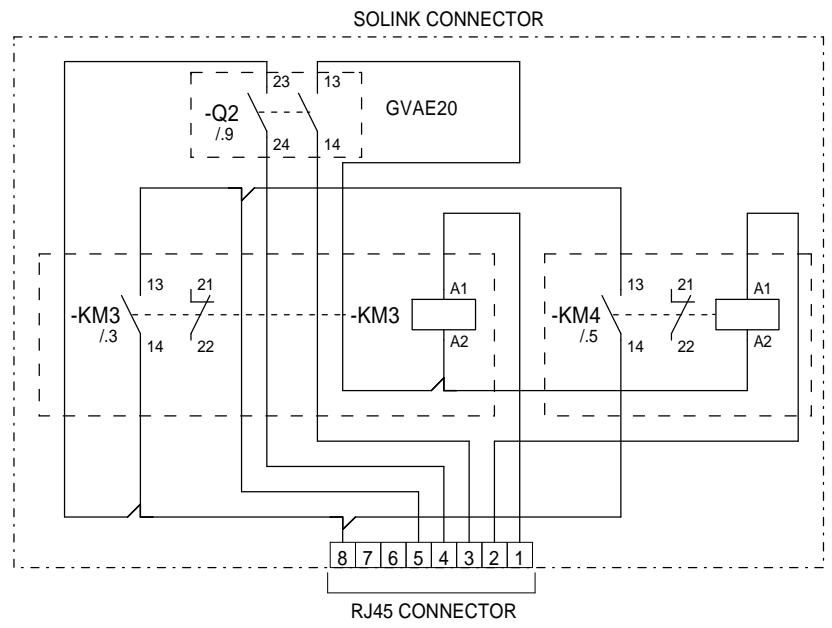 SOLINK CONNECTOR
23 13
-Q2 GVAE20
/.9
24 14
13 21 A1 13 21 A1
-KM3 -KM3 -KM4
/.3 /.5
14 22 A2 14 22 A2
8 7 6 5 4 3 2 1
RJ45 CONNECTOR